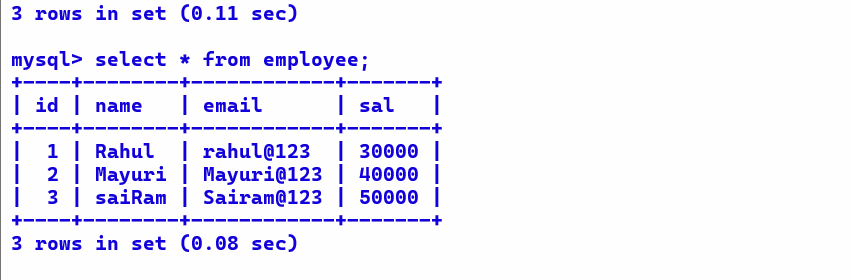 3 rows in set (0.11 sec)
mysql> select * from employee;
+----+--------+------------+-------+
| id | name   | email      | sal   |
+----+--------+------------+-------+
|  1 | Rahul  | rahul@123  | 30000 |
|  2 | Mayuri | Mayuri@123 | 40000 |
|  3 | saiRam | Sairam@123 | 50000 |
+----+--------+------------+-------+
3 rows in set (0.08 sec)